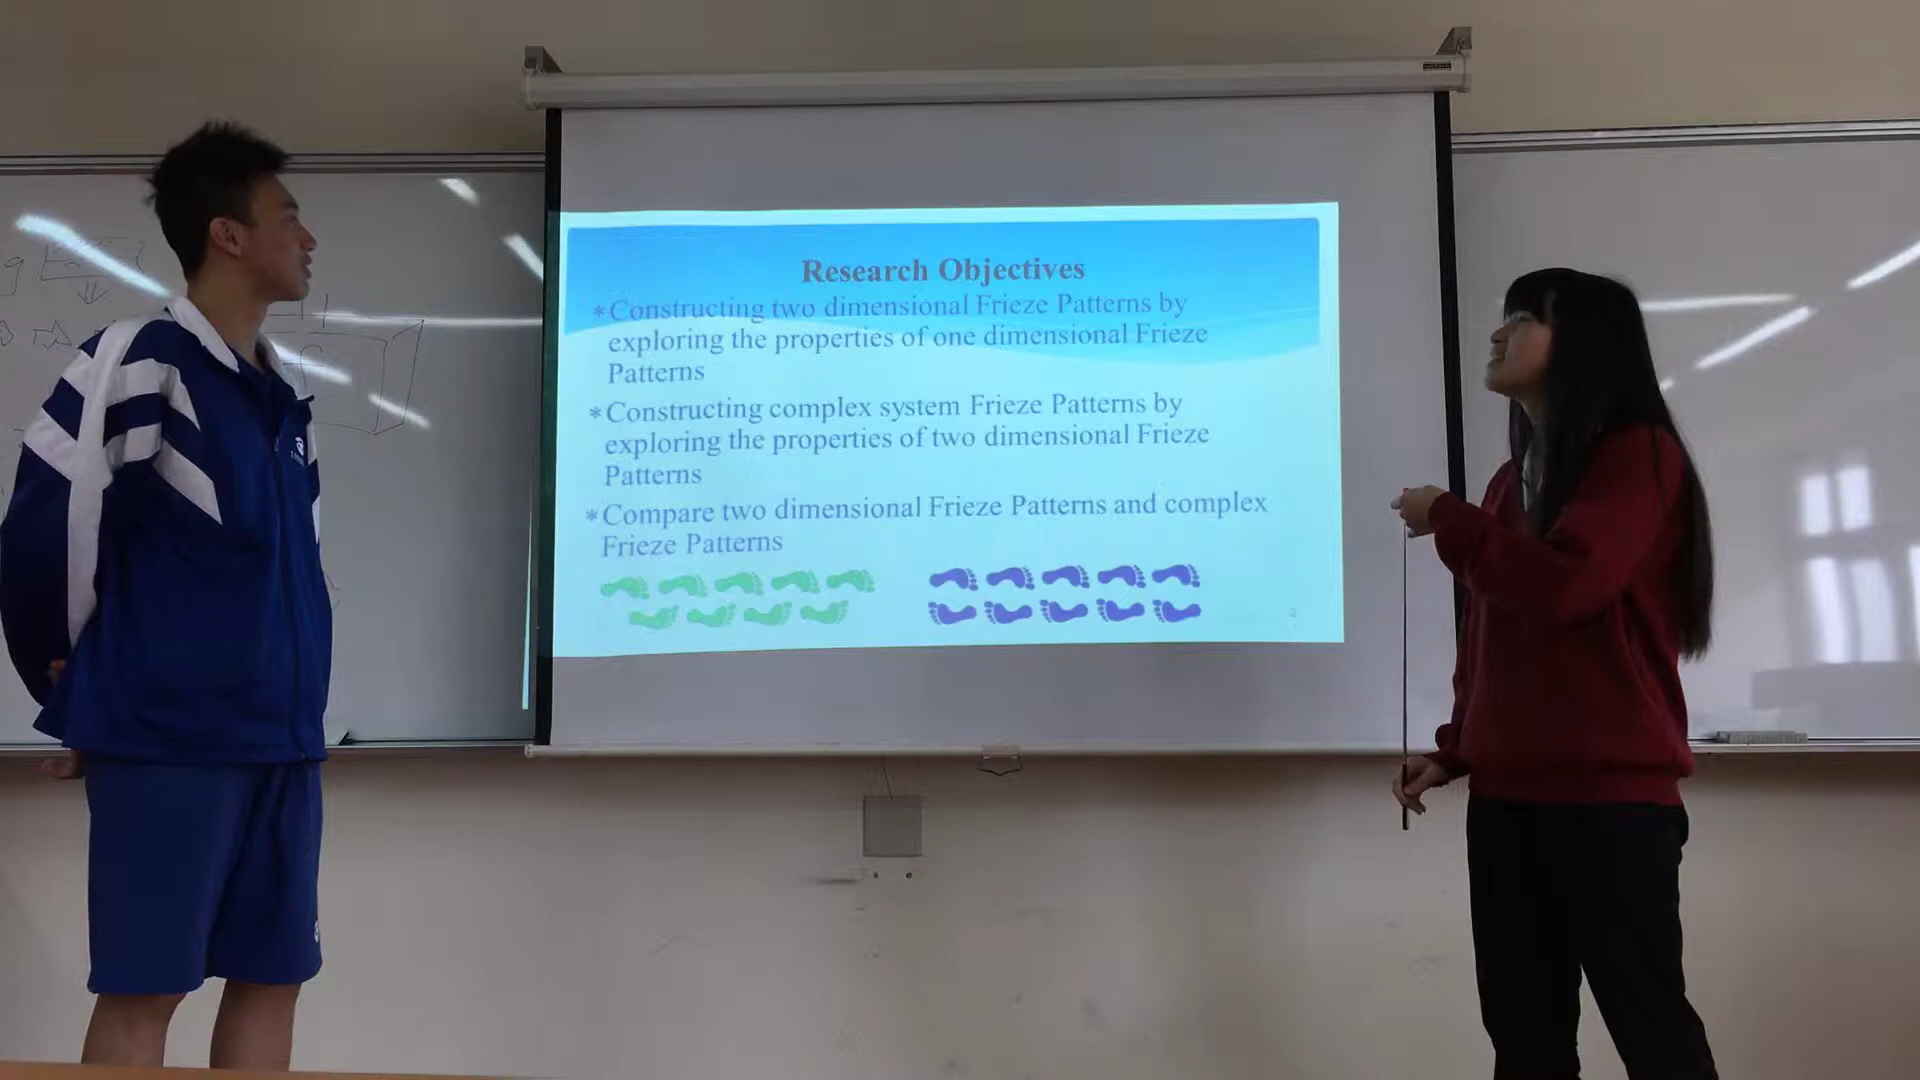 Research Objectives
*Constructing two dimensional Frieze Patterns by
exploring the properties of one dimensional Frieze
Patterns
*Constructing complex system Frieze Patterns by
exploring the properties of two dimensional Frieze
Patterns
*Compare two dimensional Frieze Patterns and complex
Frieze Patterns